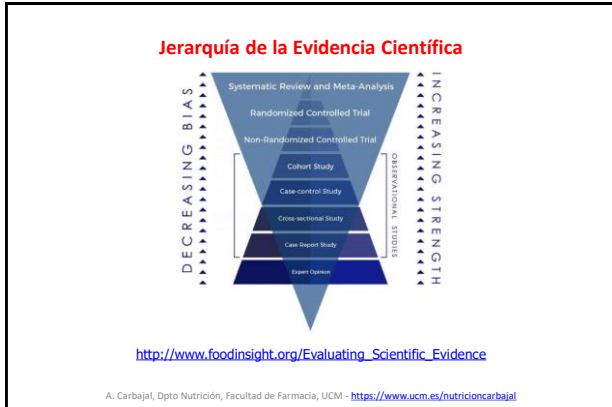 Jerarquía de la Evidencia Científica
Systematic Review and Meta-Analysis
Randomized Controlled Trial
Non-Randomized Controlled Trial
Cohort Study
Case-control Study
Cross-sectional Study
Case Report Study
Expert Opinion
DECREASING BIAS
OBSERVATIONAL STUDIES
INCREASING STRENGTH
http://www.foodinsight.org/Evaluating_Scientific_Evidence
A. Carbajal, Dpto Nutrición, Facultad de Farmacia, UCM - https://www.ucm.es/nutricioncarbajal